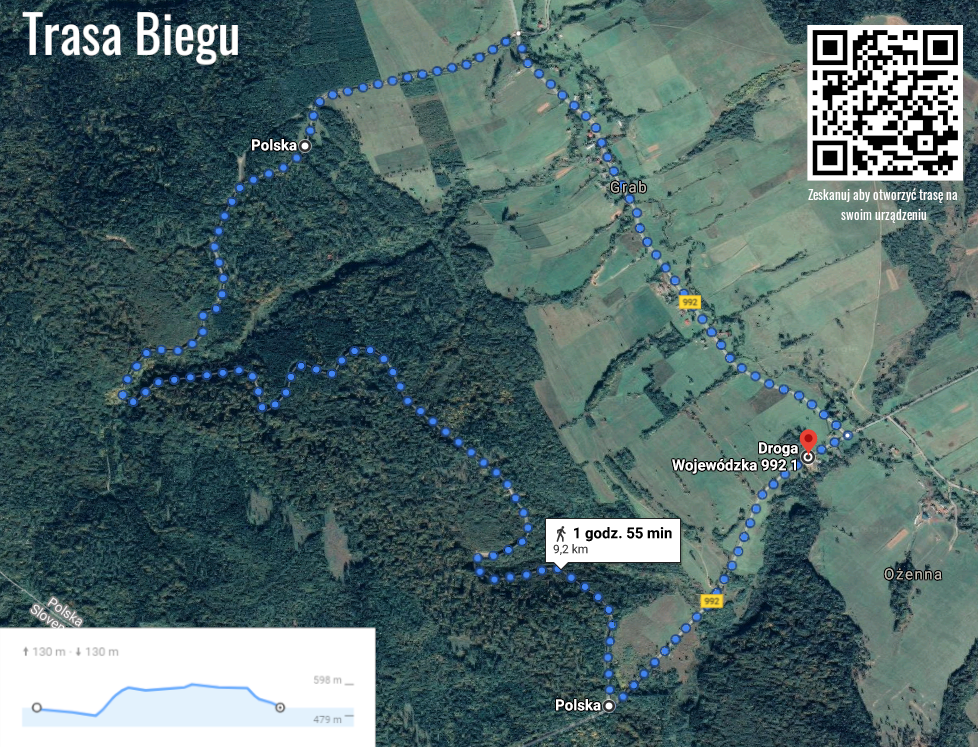 Trasa Biegu
Zeskanuj aby otworzyć trasę na
swoim urządzeniu
Polska
Grab
992
Droga
Wojewódzka 992 1
1 godz. 55 min
9,2 km
Ożenna
992
Polska
Polska
130 m · 130 m
598 m
479 m